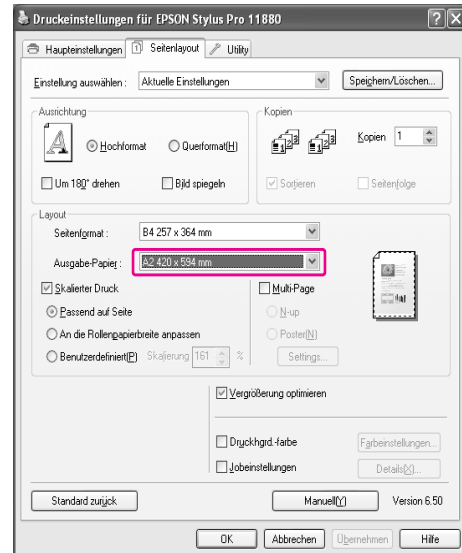 Druckeinstellungen für EPSON Stylus Pro 11880
Haupteinstellungen Seitenlayout Utility
Einstellung auswählen : Aktuelle Einstellungen Speichern/Löschen...
Ausrichtung
Hochformat Querformat(H)
Um 180° drehen Bild spiegeln
Kopien
Kopien 1
Sortieren Seitenfolge
Layout
Seitenformat : B4 257 x 364 mm
Ausgabe-Papier : A2 420 x 594 mm
Skalierter Druck
Passend auf Seite
An die Rollenpapierbreite anpassen
Benutzerdefiniert(P) Skalierung 161 %
Multi-Page
N-up
Poster(N)
Settings...
Vergrößerung optimieren
Druckhgrd.-farbe Farbeinstellungen...
Jobeinstellungen Details(X)...
Standard zurück Manuell(Y) Version 6.50
OK Abbrechen Übernehmen Hilfe